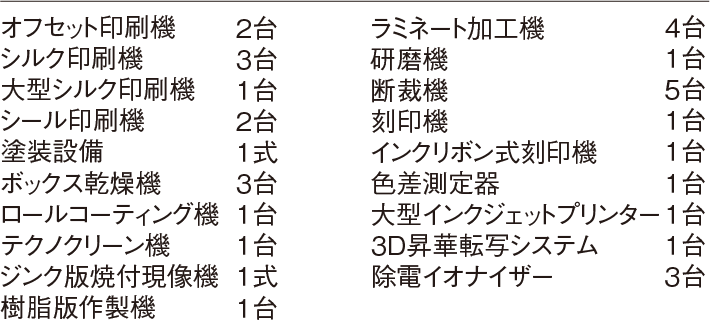 オフセット印刷機 2台
シルク印刷機 3台
大型シルク印刷機 1台
シール印刷機 2台
塗装設備 1式
ボックス乾燥機 3台
ロールコーティング機 1台
テクノクリーン機 1台
ジンク版焼付現像機 1式
樹脂版作製機 1台
ラミネート加工機 4台
研磨機 1台
断裁機 5台
刻印機 1台
インクリボン式刻印機 1台
色差測定器 1台
大型インクジェットプリンター 1台
3D昇華転写システム 1台
除電イオナイザー 3台